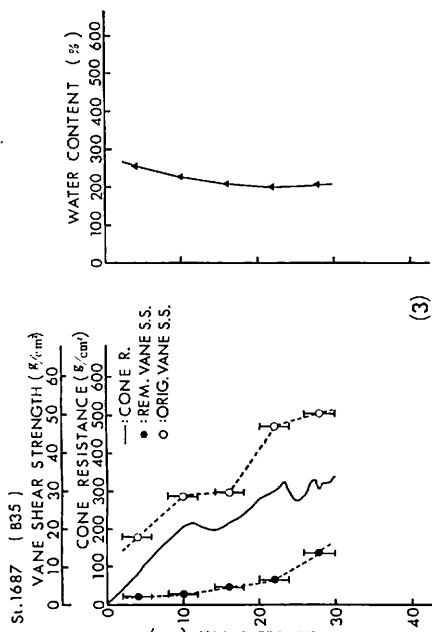 St.1687 ( B35 )
VANE SHEAR STRENGTH ( g/cm² )
0 10 20 30 40 50 60
CONE RESISTANCE ( g/cm² )
0 100 200 300 400 500 600
— : CONE R.
● : REM. VANE S.S.
○ : ORIG. VANE S.S.
0
10
20
30
40
WATER CONTENT ( % )
0 100 200 300 400 500 600
(3)